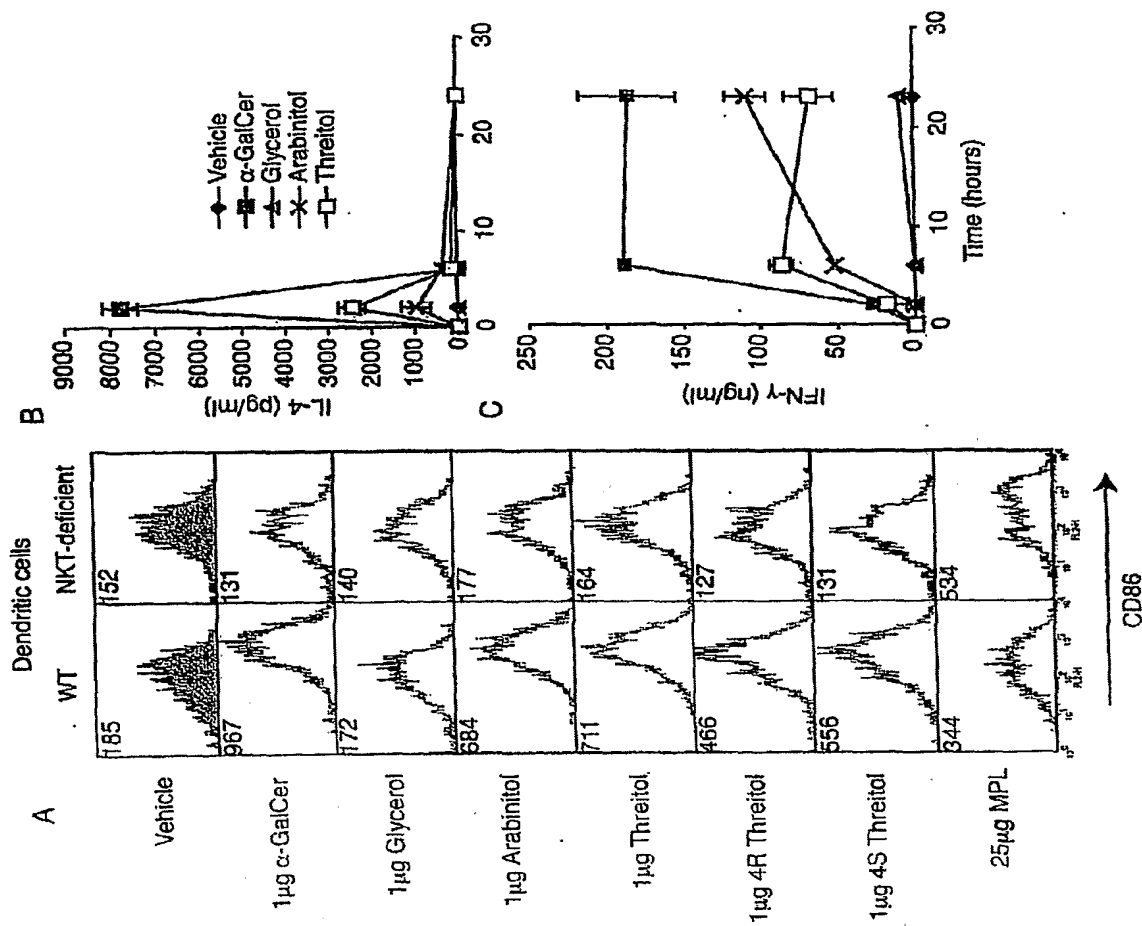 A
Dendritic cells
WT NKT-deficient
Vehicle 185 152
1µg α-GalCer 967 131
1µg Glycerol 172 140
1µg Arabinitol 684 177
1µg Threitol 711 164
1µg 4R Threitol 466 127
1µg 4S Threitol 556 131
25µg MPL 344 534
CD86
B
IL-4 (pg/ml)
9000
8000
7000
6000
5000
4000
3000
2000
1000
0
0 10 20 30
Vehicle
α-GalCer
Glycerol
Arabinitol
Threitol
C
IFN-γ (ng/ml)
250
200
150
100
50
0
0 10 20 30
Time (hours)